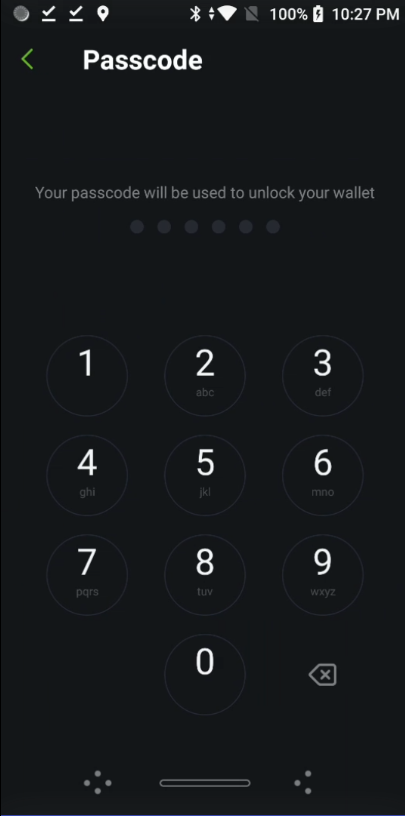 100% 10:27 PM
Passcode
Your passcode will be used to unlock your wallet
1 2 3
abc def
4 5 6
ghi jkl mno
7 8 9
pqrs tuv wxyz
0